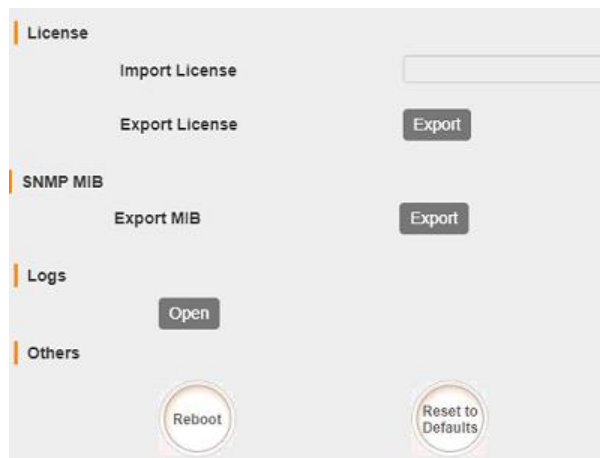 License
Import License
Export License Export
SNMP MIB
Export MIB Export
Logs
Open
Others
Reboot Reset to
Defaults